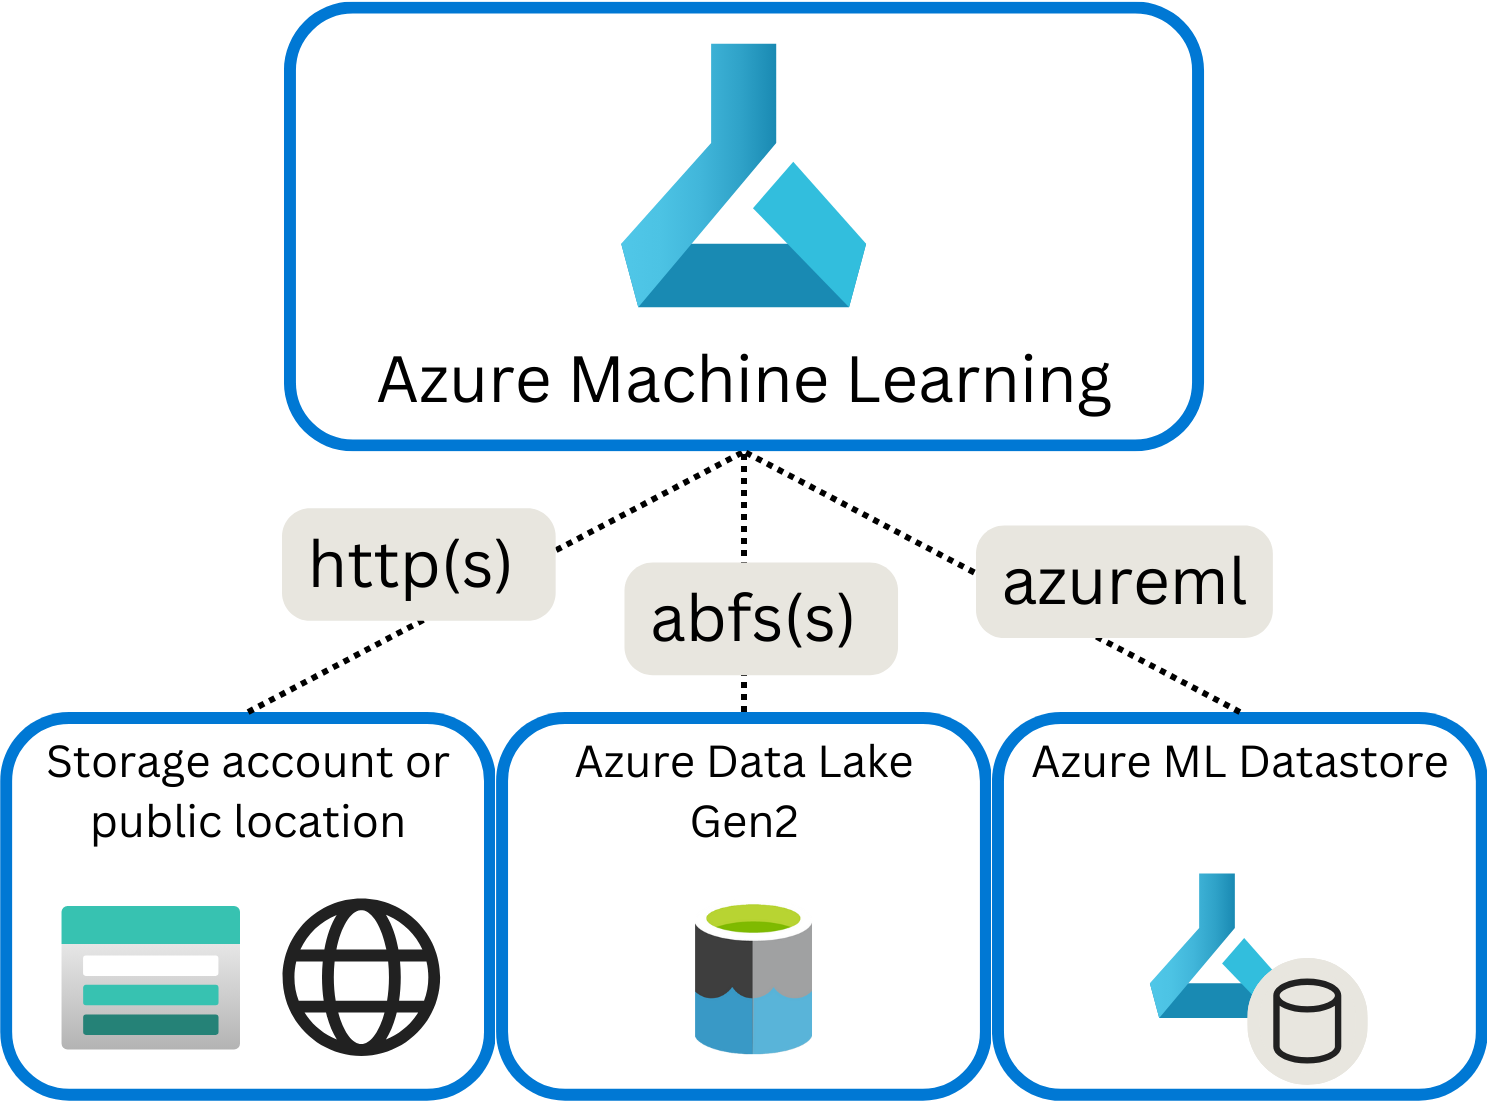 Azure Machine Learning
http(s)
abfs(s)
azureml
Storage account or
public location
Azure Data Lake
Gen2
Azure ML Datastore